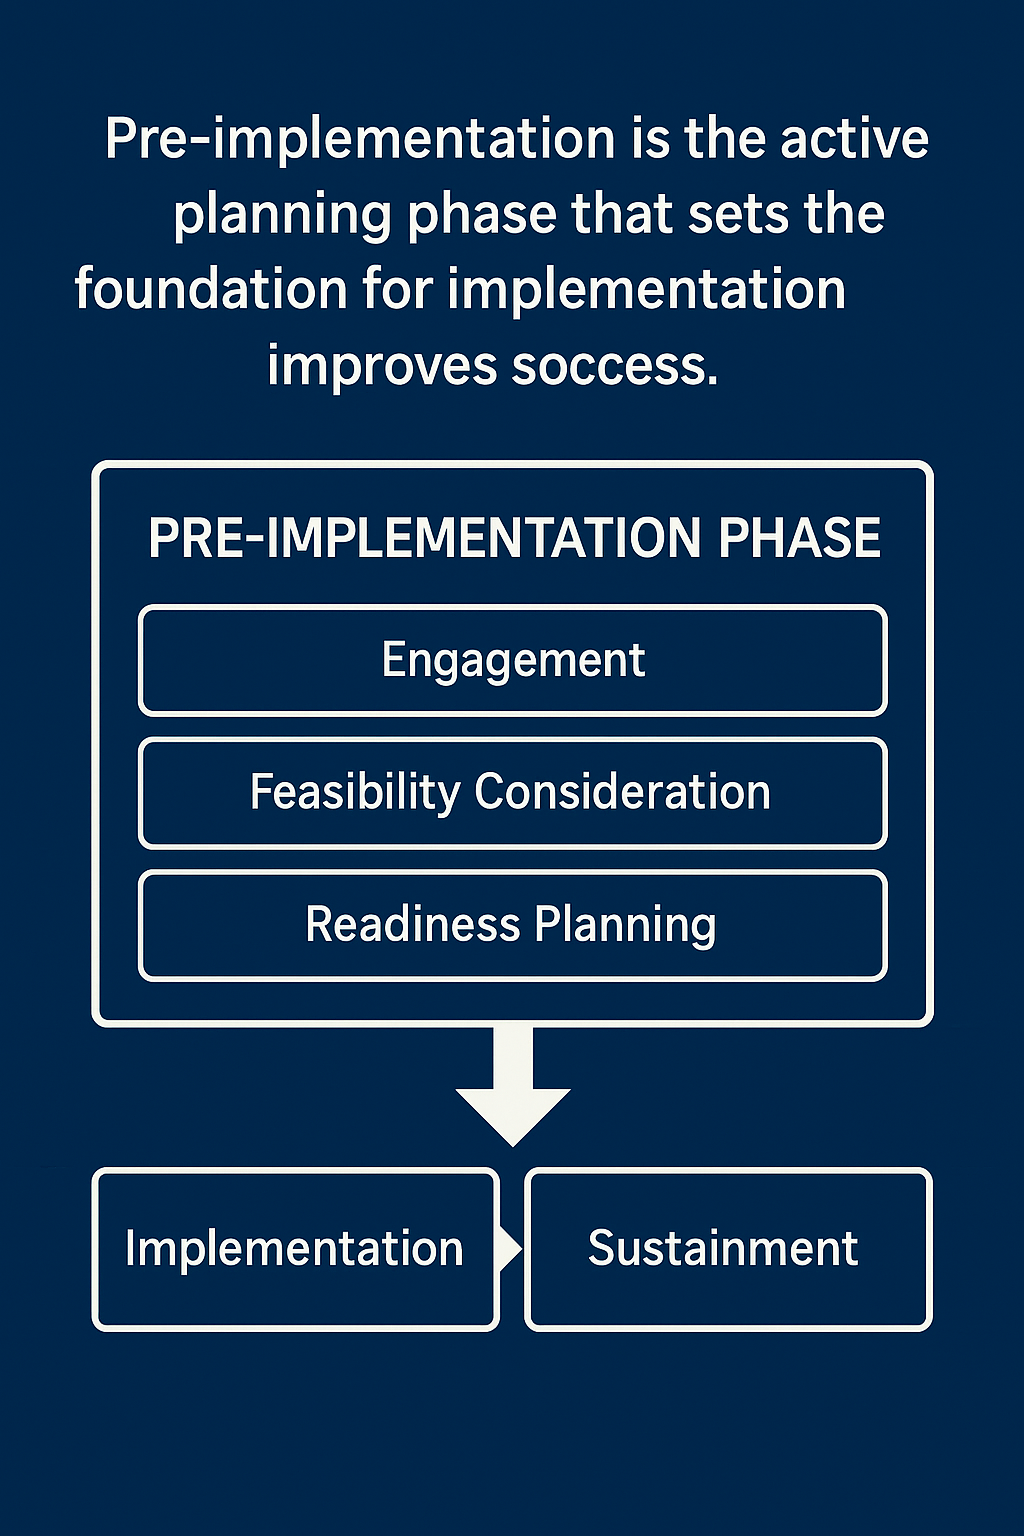 Pre-implementation is the active
planning phase that sets the
foundation for implementation
improves soccess.
PRE-IMPLEMENTATION PHASE
Engagement
Feasibility Consideration
Readiness Planning
Implementation
Sustainment